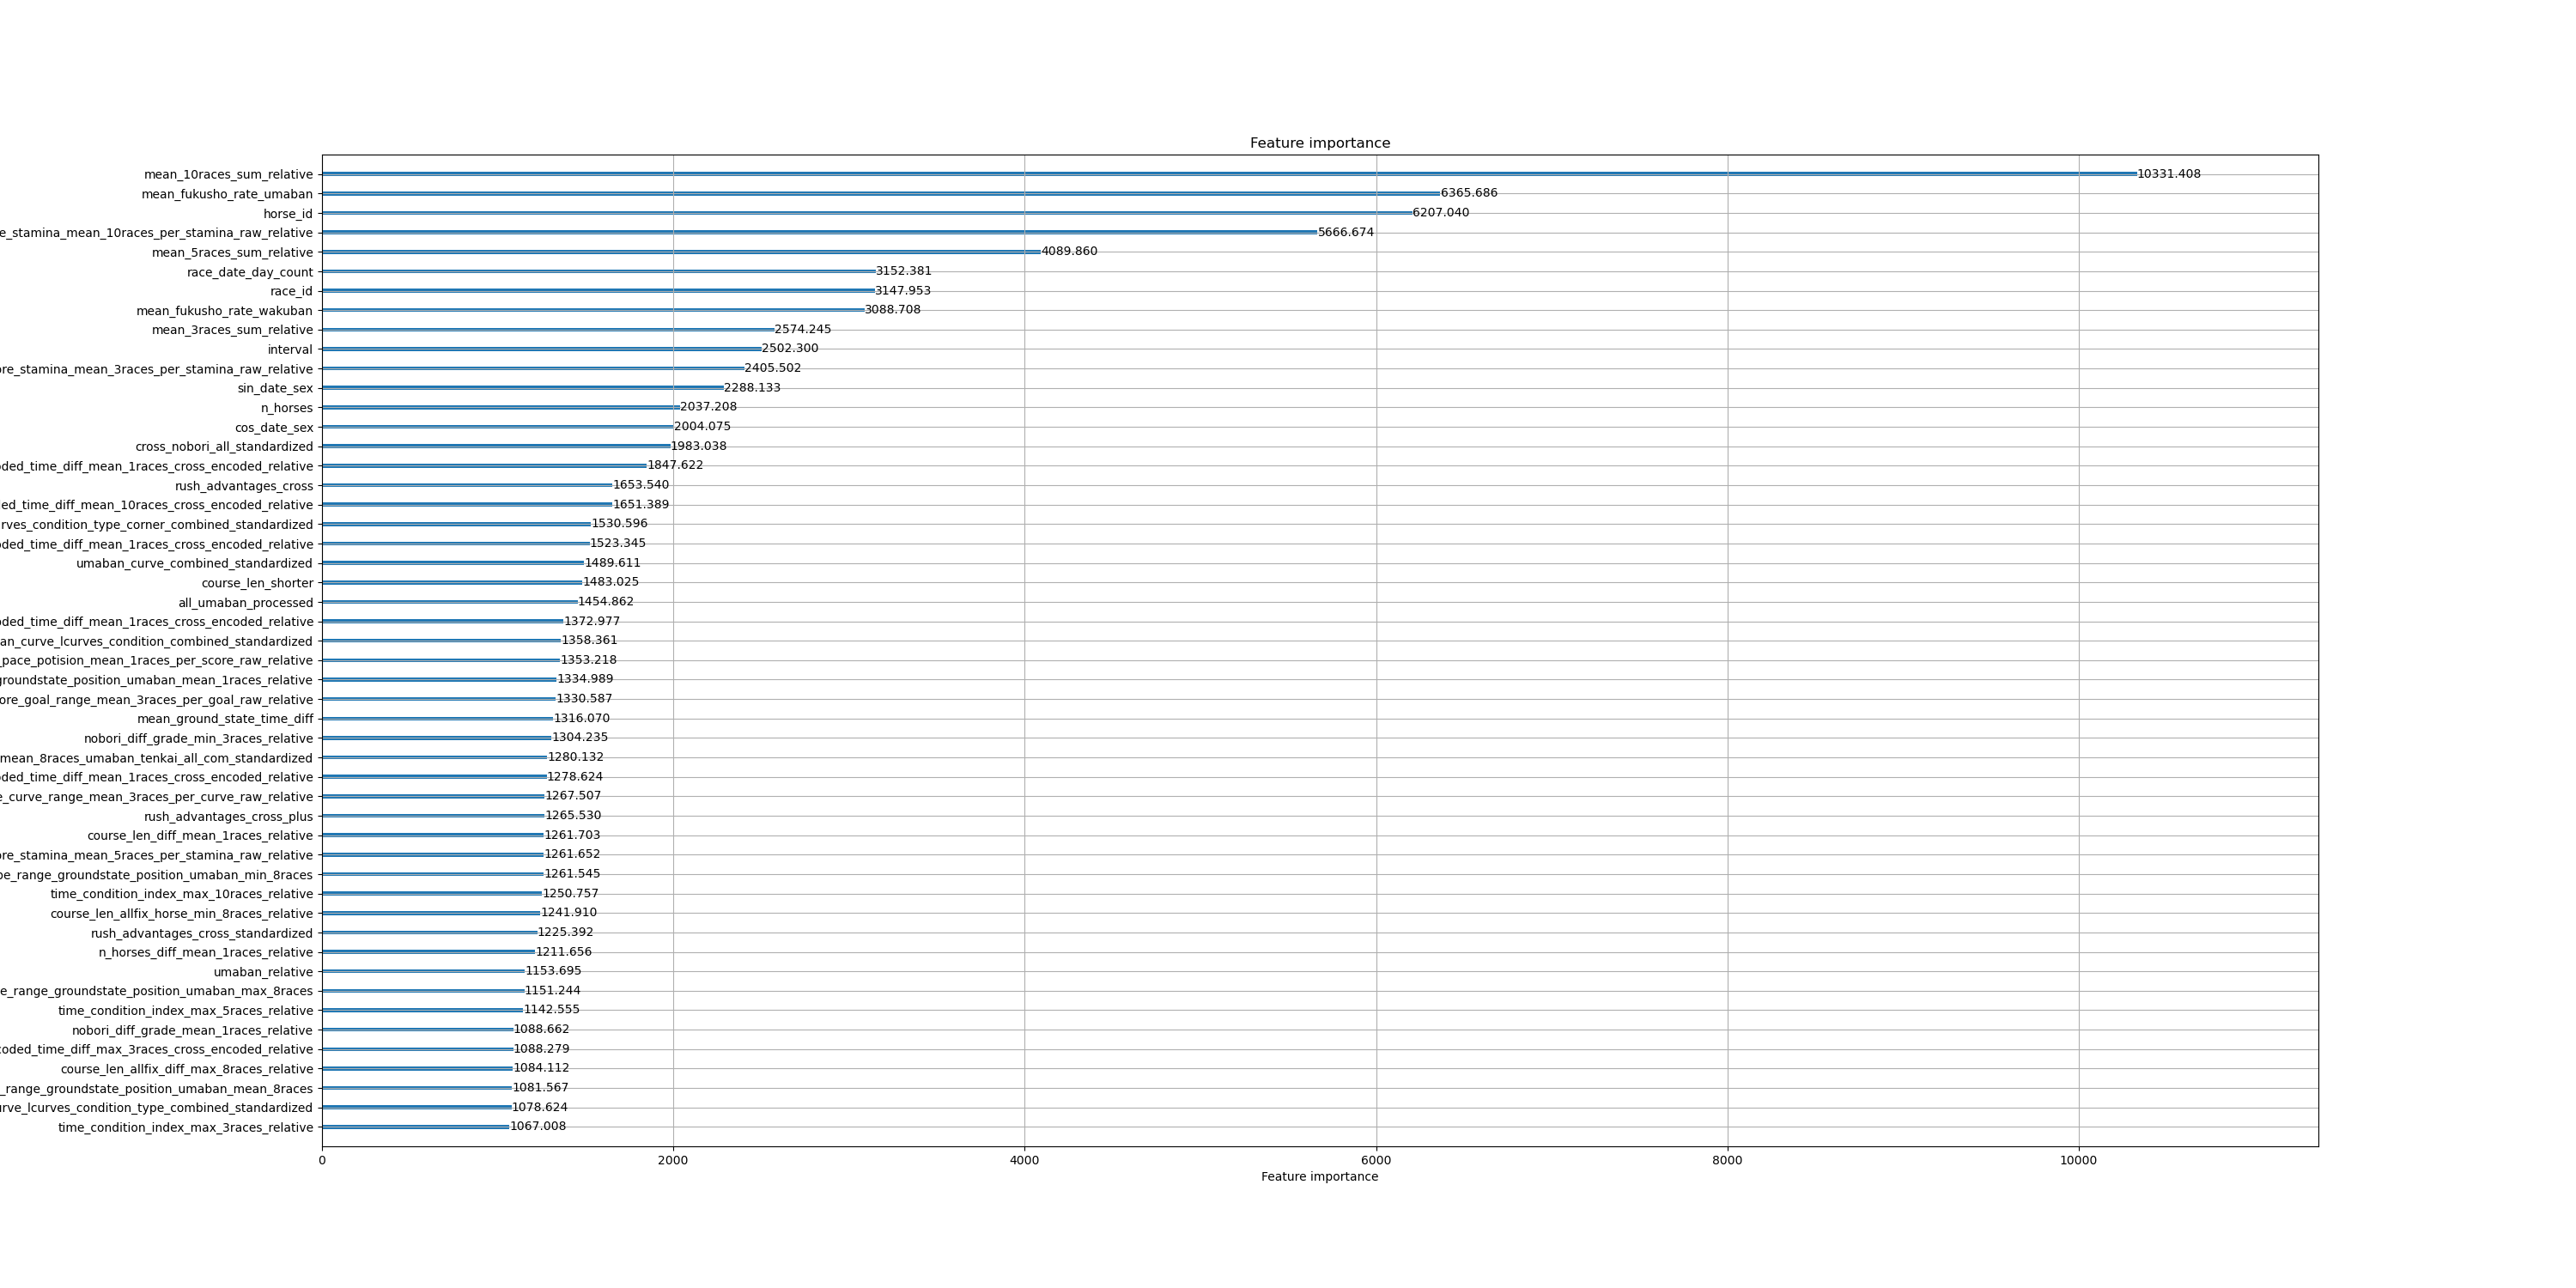 Feature importance
mean_10races_sum_relative 10331.408
mean_fukusho_rate_umaban 6365.686
horse_id 6207.040
e_stamina_mean_10races_per_stamina_raw_relative 5666.674
mean_5races_sum_relative 4089.860
race_date_day_count 3152.381
race_id 3147.953
mean_fukusho_rate_wakuban 3088.708
mean_3races_sum_relative 2574.245
interval 2502.300
ore_stamina_mean_3races_per_stamina_raw_relative 2405.502
sin_date_sex 2288.133
n_horses 2037.208
cos_date_sex 2004.075
cross_nobori_all_standardized 1983.038
oded_time_diff_mean_1races_cross_encoded_relative 1847.622
rush_advantages_cross 1653.540
ed_time_diff_mean_10races_cross_encoded_relative 1651.389
rves_condition_type_corner_combined_standardized 1530.596
oded_time_diff_mean_1races_cross_encoded_relative 1523.345
umaban_curve_combined_standardized 1489.611
course_len_shorter 1483.025
all_umaban_processed 1454.862
oded_time_diff_mean_1races_cross_encoded_relative 1372.977
an_curve_lcurves_condition_combined_standardized 1358.361
_pace_potision_mean_1races_per_score_raw_relative 1353.218
groundstate_position_umaban_mean_1races_relative 1334.989
ore_goal_range_mean_3races_per_goal_raw_relative 1330.587
mean_ground_state_time_diff 1316.070
nobori_diff_grade_min_3races_relative 1304.235
mean_8races_umaban_tenkai_all_com_standardized 1280.132
oded_time_diff_mean_1races_cross_encoded_relative 1278.624
e_curve_range_mean_3races_per_curve_raw_relative 1267.507
rush_advantages_cross_plus 1265.530
course_len_diff_mean_1races_relative 1261.703
ore_stamina_mean_5races_per_stamina_raw_relative 1261.652
pe_range_groundstate_position_umaban_min_8races 1261.545
time_condition_index_max_10races_relative 1250.757
course_len_allfix_horse_min_8races_relative 1241.910
rush_advantages_cross_standardized 1225.392
n_horses_diff_mean_1races_relative 1211.656
umaban_relative 1153.695
e_range_groundstate_position_umaban_max_8races 1151.244
time_condition_index_max_5races_relative 1142.555
nobori_diff_grade_mean_1races_relative 1088.662
coded_time_diff_max_3races_cross_encoded_relative 1088.279
course_len_allfix_diff_max_8races_relative 1084.112
_range_groundstate_position_umaban_mean_8races 1081.567
urve_lcurves_condition_type_combined_standardized 1078.624
time_condition_index_max_3races_relative 1067.008
0 2000 4000 6000 8000 10000
Feature importance